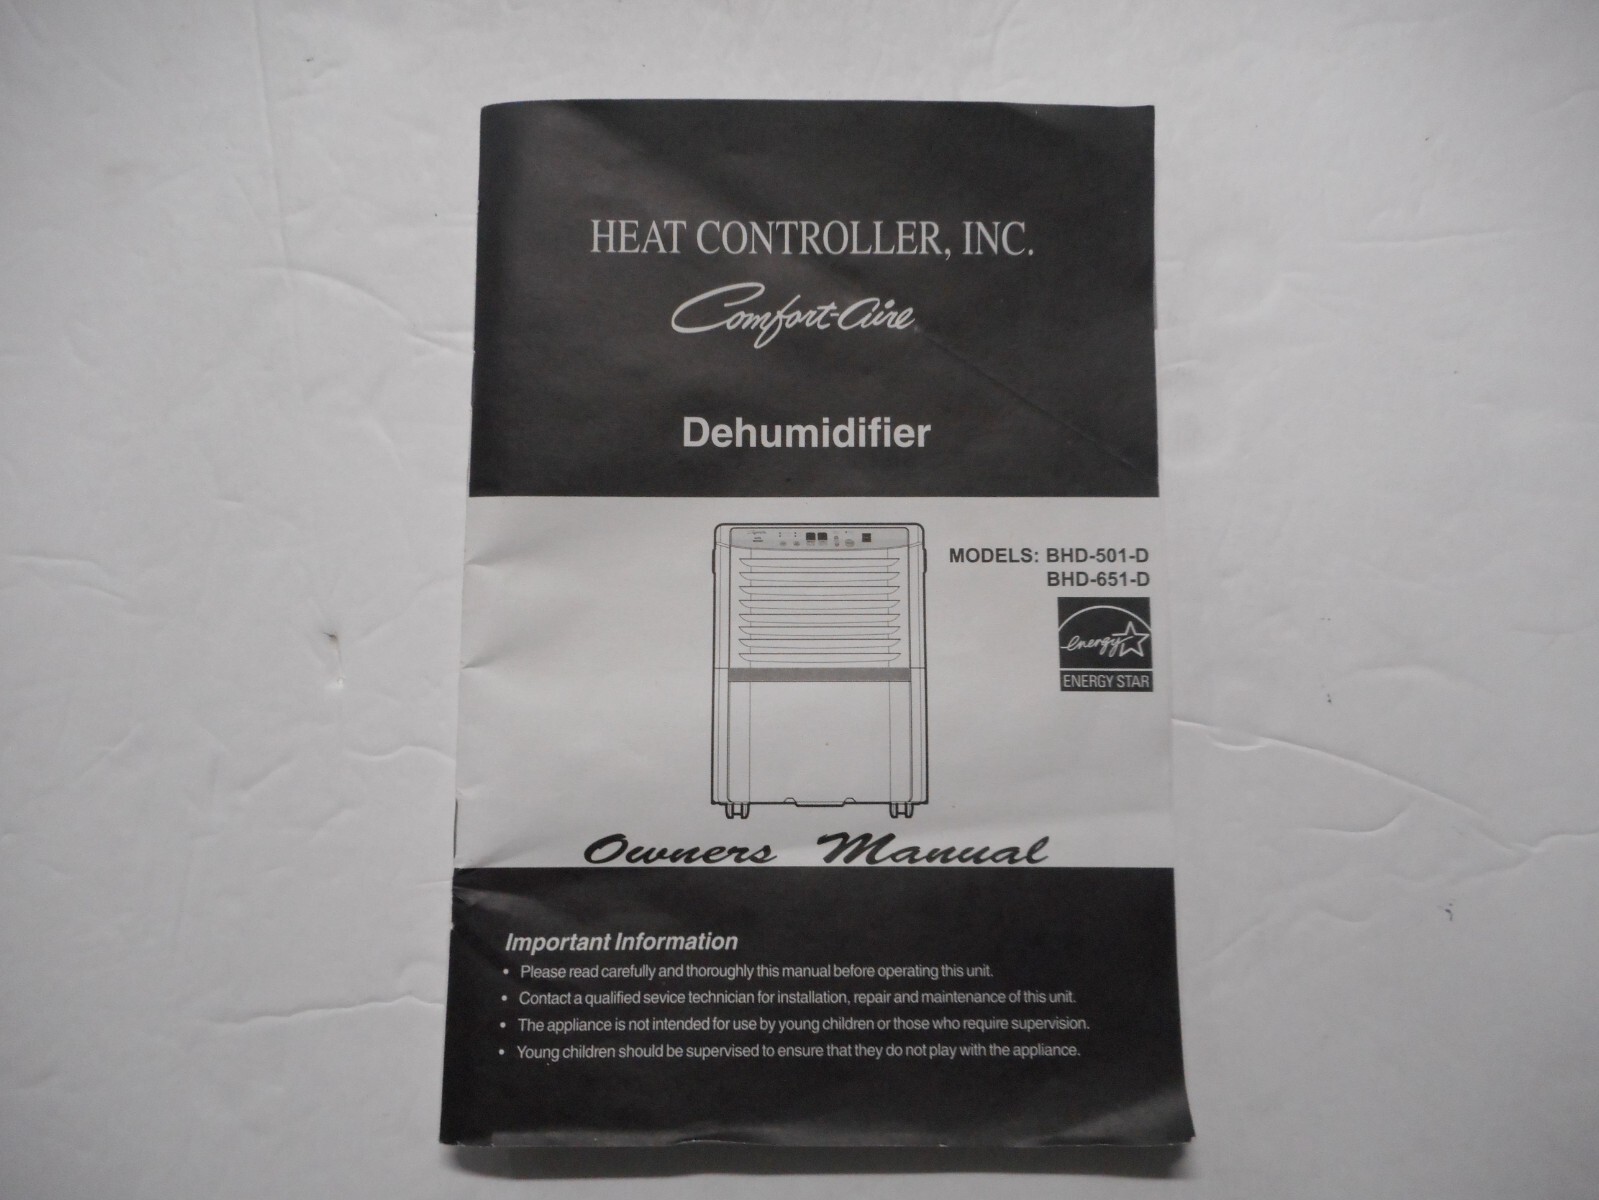 HEAT CONTROLLER, INC.
Comfort-Aire
Dehumidifier
MODELS: BHD-501-D
BHD-651-D
energy
ENERGY STAR
Owners Manual
Important Information
• Please read carefully and thoroughly this manual before operating this unit.
• Contact a qualified sevice technician for installation, repair and maintenance of this unit.
• The appliance is not intended for use by young children or those who require supervision.
• Young children should be supervised to ensure that they do not play with the appliance.